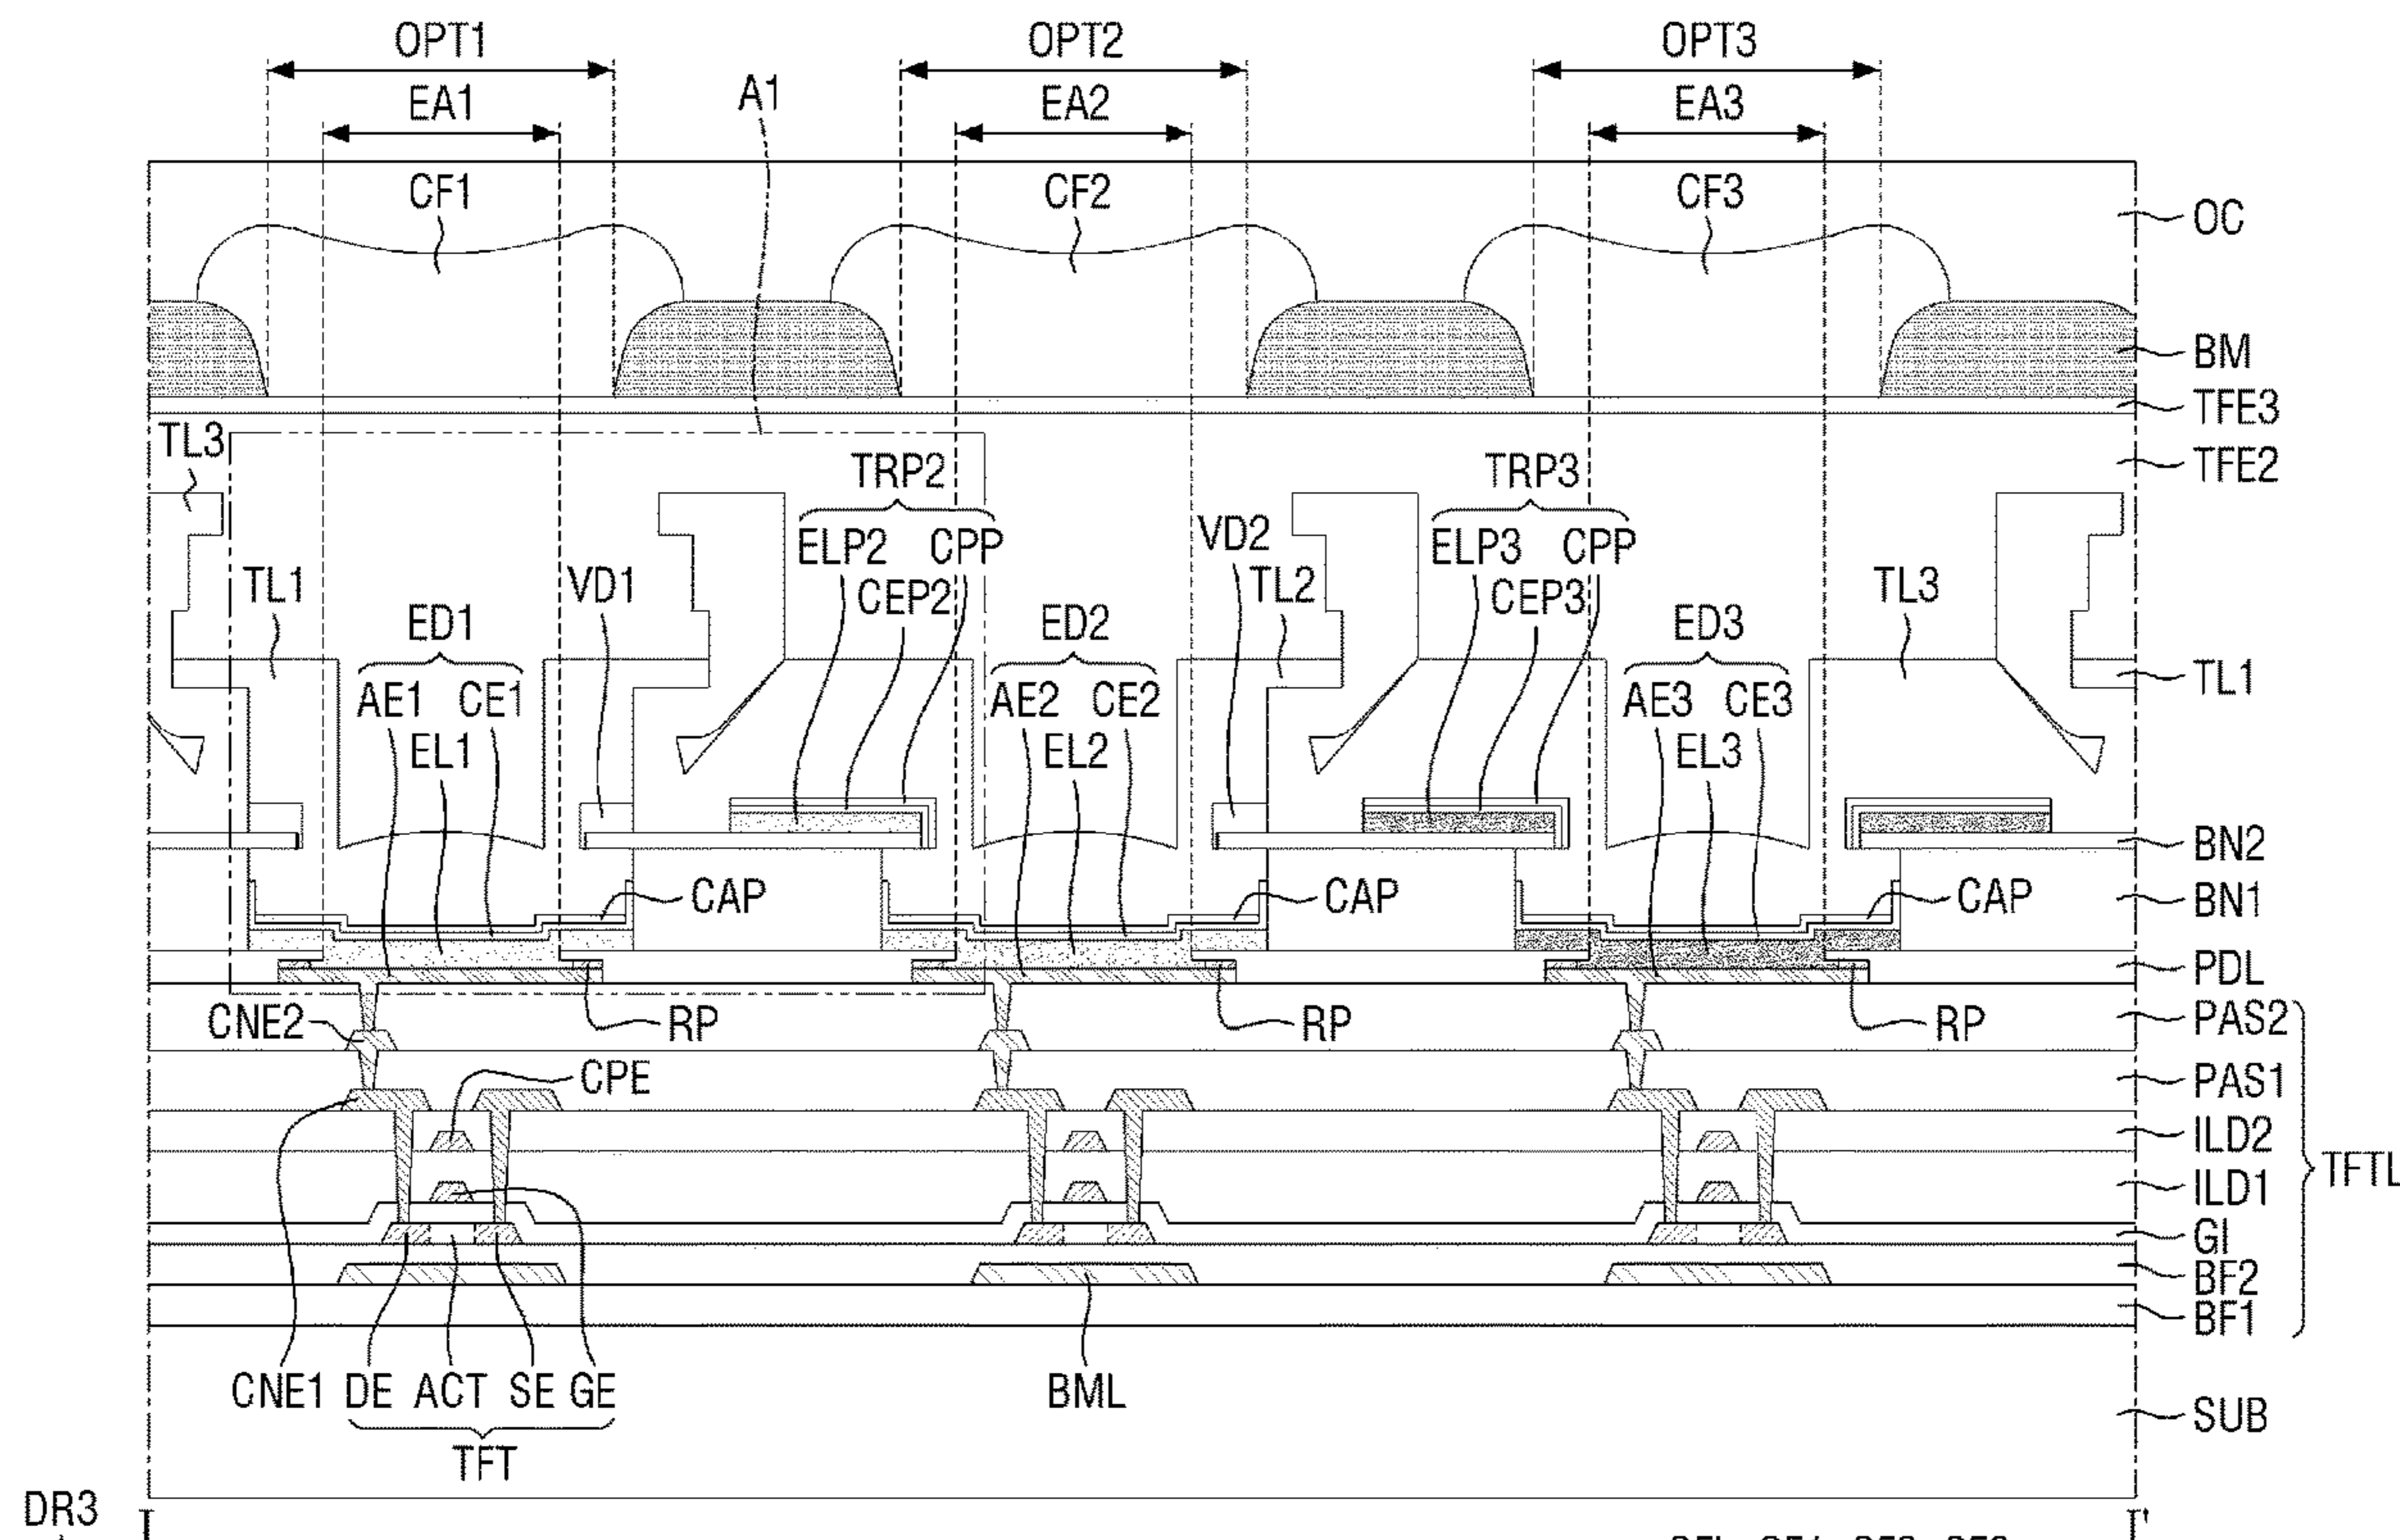 OPT1 OPT2 OPT3
EA1 A1 EA2 EA3
CF1 CF2 CF3 OC
BM
TFE3
TL3 TFE2
TRP2 TRP3
ELP2 CPP VD2 ELP3 CPP
TL1 VD1 CEP2 TL2 CEP3 TL3
ED1 ED2 ED3
AE1 CE1 AE2 CE2 AE3 CE3 TL1
EL1 EL2 EL3
BN2
CAP CAP CAP BN1
PDL
CNE2 RP RP RP PAS2
CPE PAS1
ILD2
TFTL
ILD1
GI
BF2
BF1
CNE1 DE ACT SE GE BML
SUB
TFT
DR3
I I'